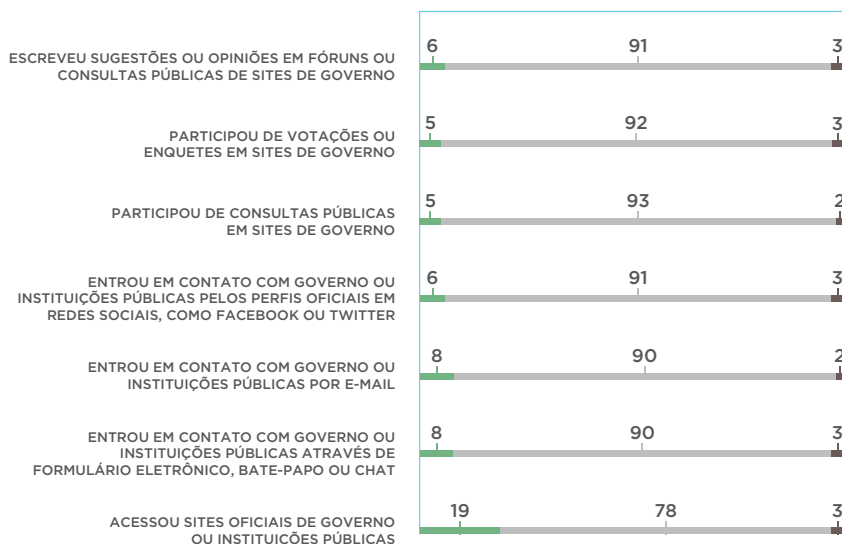 6 91 3
ESCREVEU SUGESTÕES OU OPINIÕES EM FÓRUNS OU
CONSULTAS PÚBLICAS DE SITES DE GOVERNO
5 92 3
PARTICIPOU DE VOTAÇÕES OU
ENQUETES EM SITES DE GOVERNO
5 93 2
PARTICIPOU DE CONSULTAS PÚBLICAS
EM SITES DE GOVERNO
6 91 3
ENTROU EM CONTATO COM GOVERNO OU
INSTITUIÇÕES PÚBLICAS PELOS PERFIS OFICIAIS EM
REDES SOCIAIS, COMO FACEBOOK OU TWITTER
8 90 2
ENTROU EM CONTATO COM GOVERNO OU
INSTITUIÇÕES PÚBLICAS POR E-MAIL
8 90 3
ENTROU EM CONTATO COM GOVERNO OU
INSTITUIÇÕES PÚBLICAS ATRAVÉS DE
FORMULÁRIO ELETRÔNICO, BATE-PAPO OU CHAT
19 78 3
ACESSOU SITES OFICIAIS DE GOVERNO
OU INSTITUIÇÕES PÚBLICAS